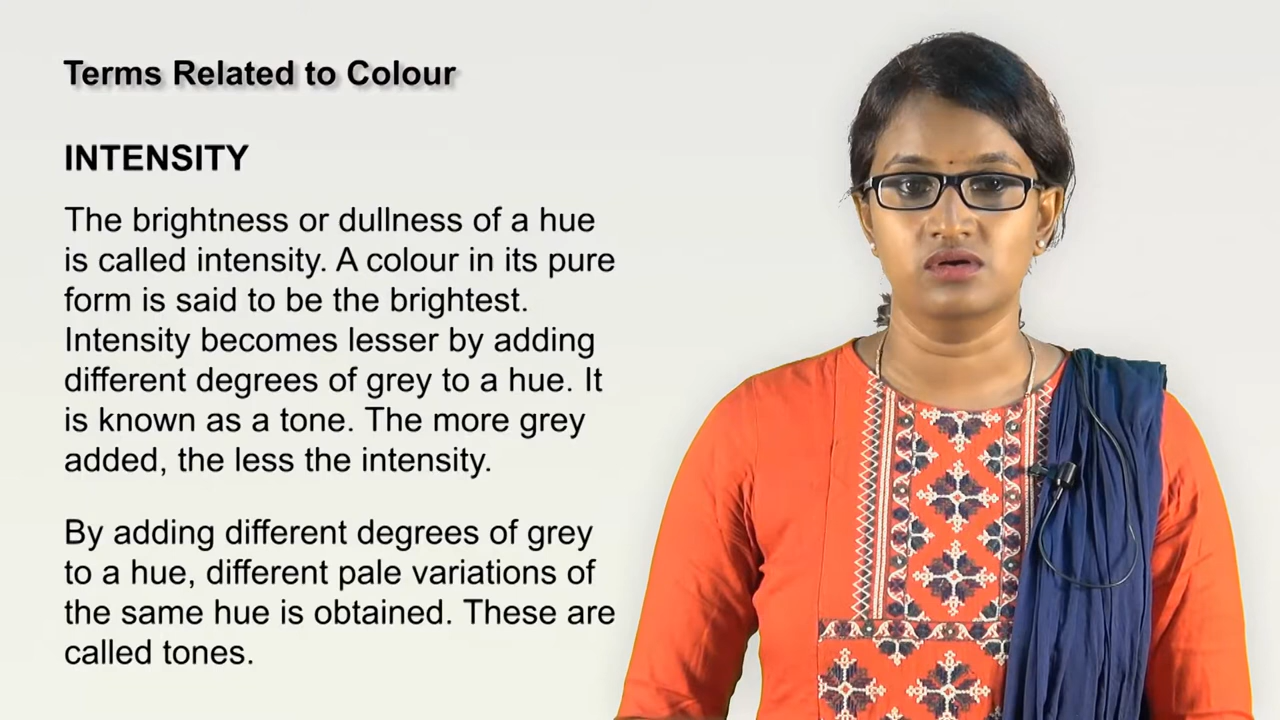 Terms Related to Colour
INTENSITY
The brightness or dullness of a hue
is called intensity. A colour in its pure
form is said to be the brightest.
Intensity becomes lesser by adding
different degrees of grey to a hue. It
is known as a tone. The more grey
added, the less the intensity.
By adding different degrees of grey
to a hue, different pale variations of
the same hue is obtained. These are
called tones.